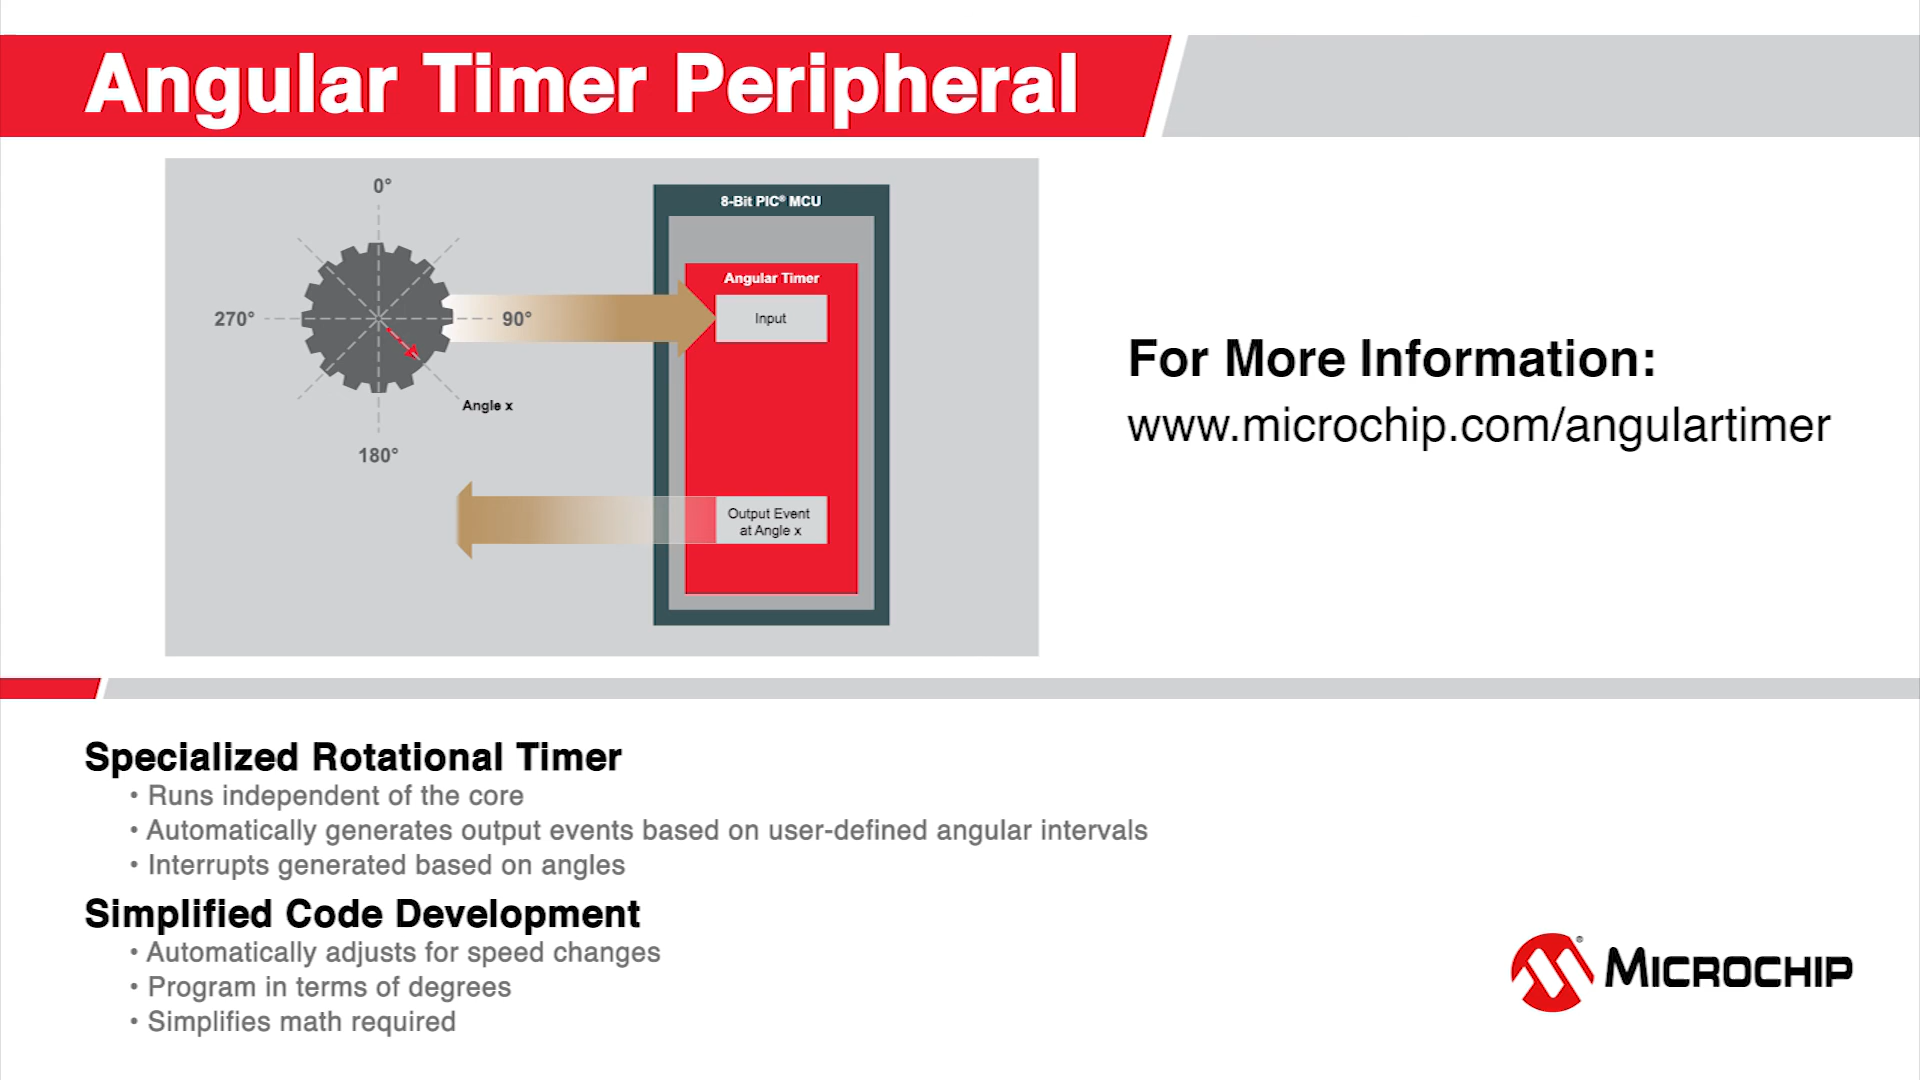 Angular Timer Peripheral
0°
270°
90°
Angle x
180°
8-Bit PIC® MCU
Angular Timer
Input
Output Event
at Angle x
For More Information:
www.microchip.com/angulartimer
Specialized Rotational Timer
• Runs independent of the core
• Automatically generates output events based on user-defined angular intervals
• Interrupts generated based on angles
Simplified Code Development
• Automatically adjusts for speed changes
• Program in terms of degrees
• Simplifies math required
® MICROCHIP